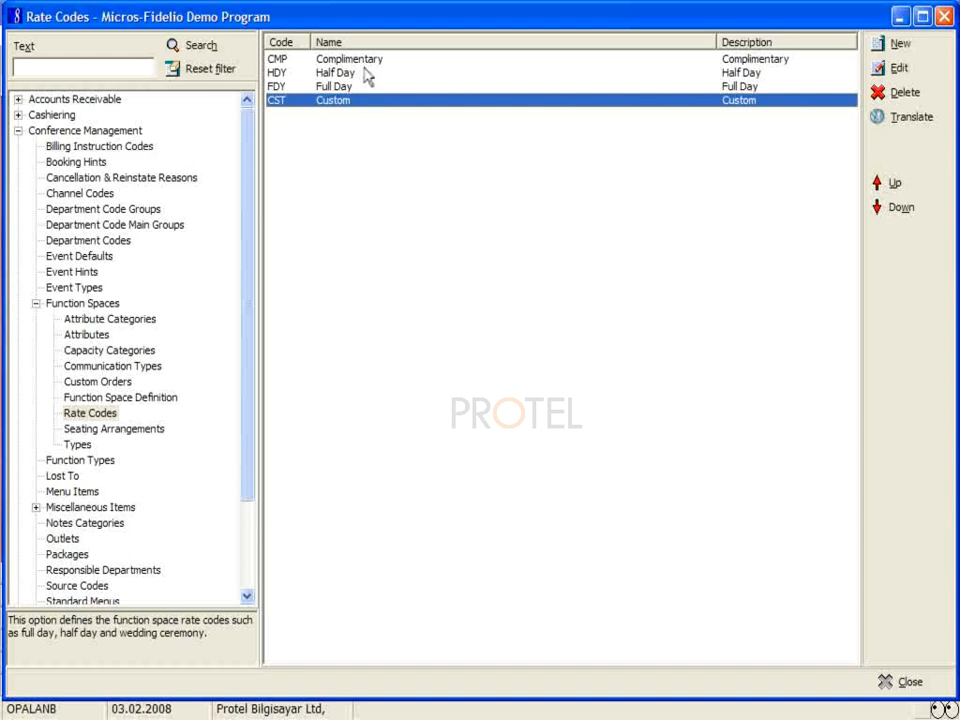 Rate Codes - Micros-Fidelio Demo Program
Text
Search
Reset filter
Accounts Receivable
Cashiering
Conference Management
Billing Instruction Codes
Booking Hints
Cancellation & Reinstate Reasons
Channel Codes
Department Code Groups
Department Code Main Groups
Department Codes
Event Defaults
Event Hints
Event Types
Function Spaces
Attribute Categories
Attributes
Capacity Categories
Communication Types
Custom Orders
Function Space Definition
Rate Codes
Seating Arrangements
Types
Function Types
Lost To
Menu Items
Miscellaneous Items
Notes Categories
Outlets
Packages
Responsible Departments
Source Codes
Standard Menus
This option defines the function space rate codes such
as full day, half day and wedding ceremony.
Code Name Description
CMP Complimentary Complimentary
HDY Half Day Half Day
FDY Full Day Full Day
CST Custom Custom
PROTEL
New
Edit
Delete
Translate
Up
Down
Close
OPALANB 03.02.2008 Protel Bilgisayar Ltd,